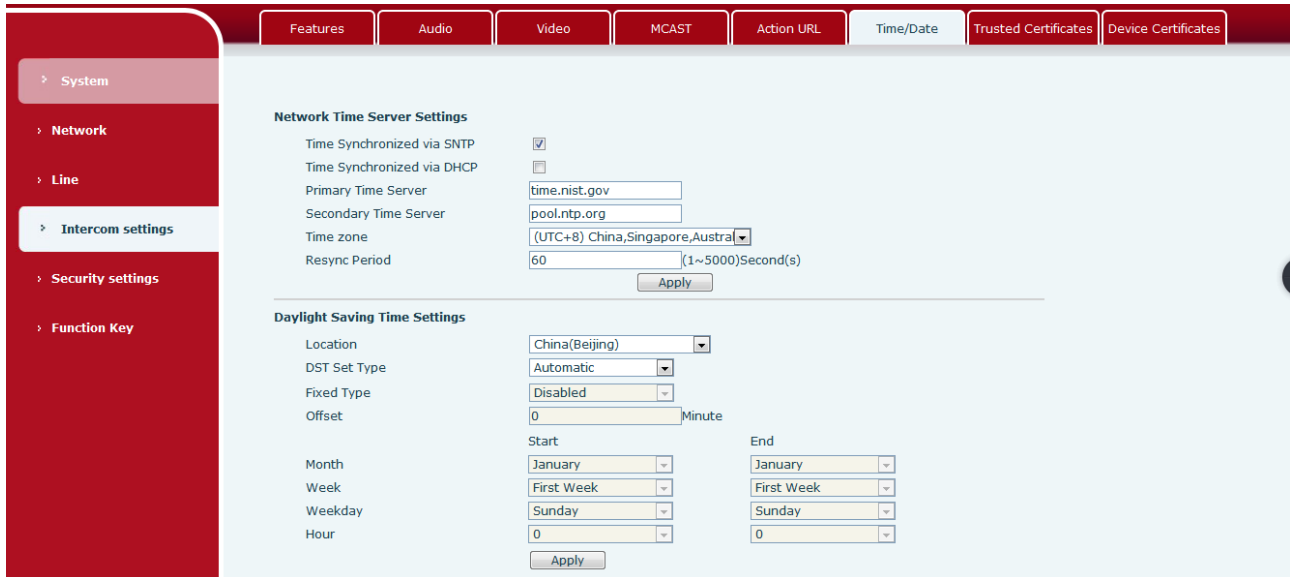 Features Audio Video MCAST Action URL Time/Date Trusted Certificates Device Certificates
System
Network
Line
Intercom settings
Security settings
Function Key
Network Time Server Settings
Time Synchronized via SNTP
Time Synchronized via DHCP
Primary Time Server time.nist.gov
Secondary Time Server pool.ntp.org
Time zone (UTC+8) China,Singapore,Austral
Resync Period 60 (1~5000)Second(s)
Apply
Daylight Saving Time Settings
Location China(Beijing)
DST Set Type Automatic
Fixed Type Disabled
Offset 0 Minute
Start End
Month January January
Week First Week First Week
Weekday Sunday Sunday
Hour 0 0
Apply